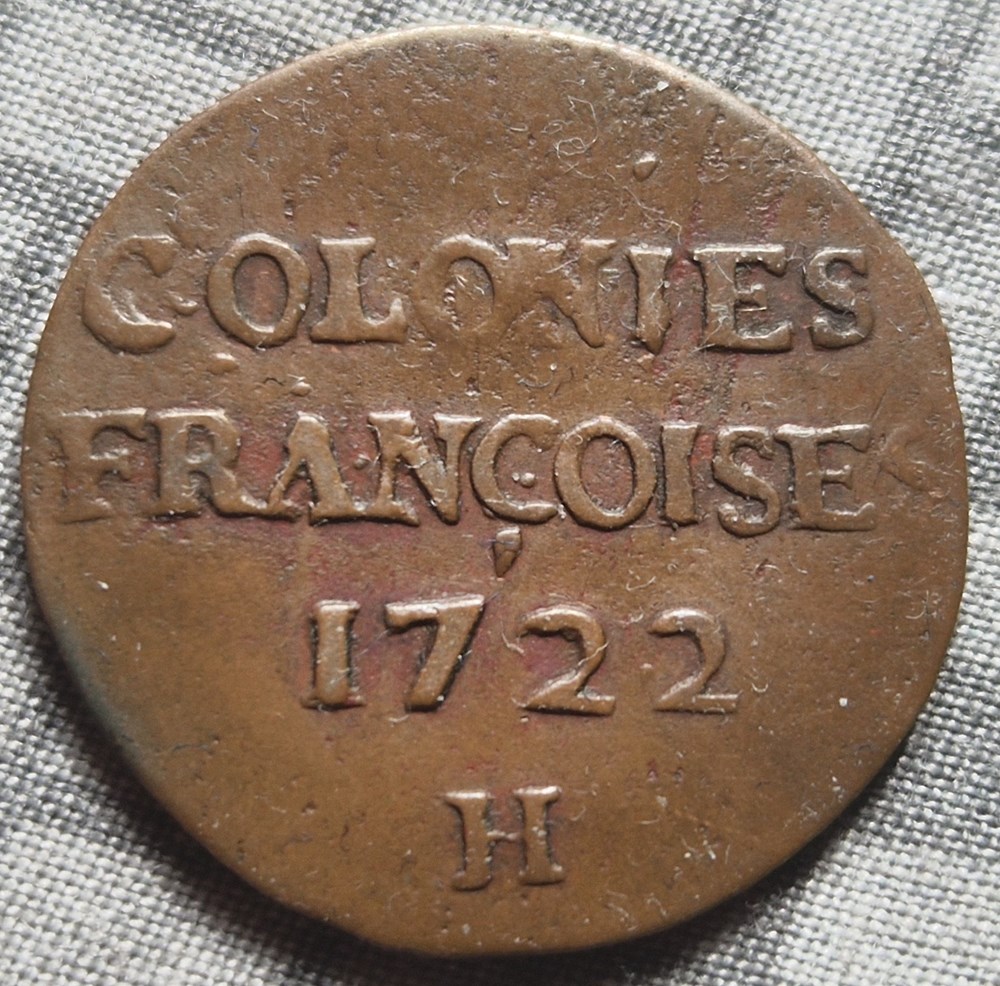 COLONIES
FRANÇOISE
1722
H